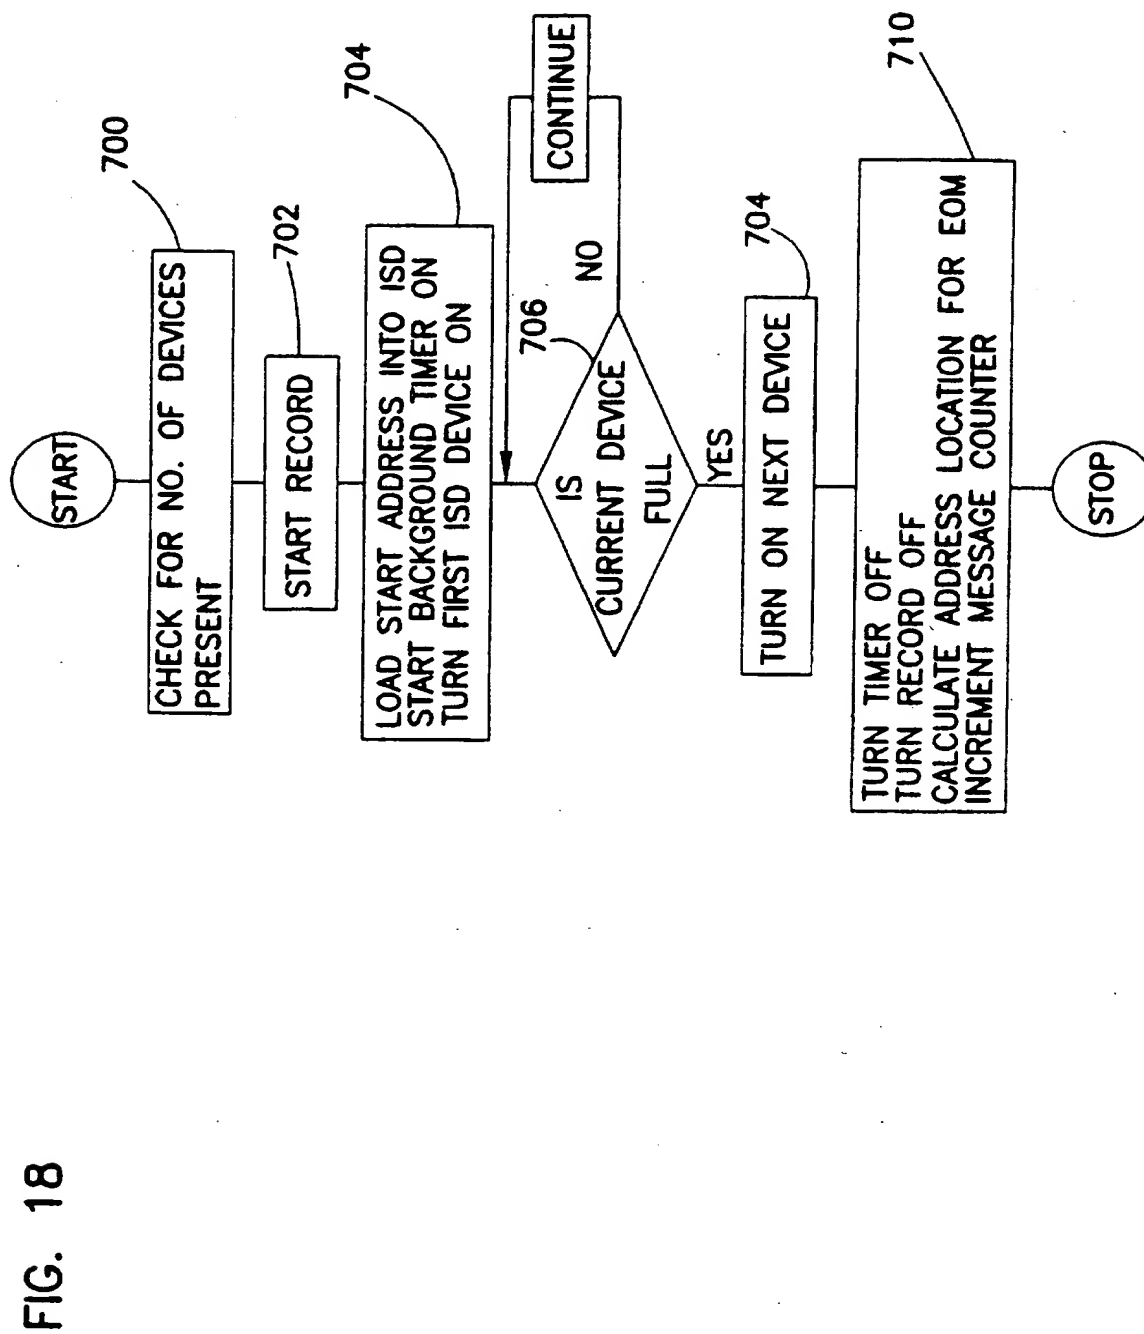 FIG. 18
START
700
CHECK FOR NO. OF DEVICES
PRESENT
702
START RECORD
704
LOAD START ADDRESS INTO ISD
START BACKGROUND TIMER ON
TURN FIRST ISD DEVICE ON
706
IS
CURRENT DEVICE
FULL
NO
CONTINUE
YES
704
TURN ON NEXT DEVICE
710
TURN TIMER OFF
TURN RECORD OFF
CALCULATE ADDRESS LOCATION FOR EOM
INCREMENT MESSAGE COUNTER
STOP